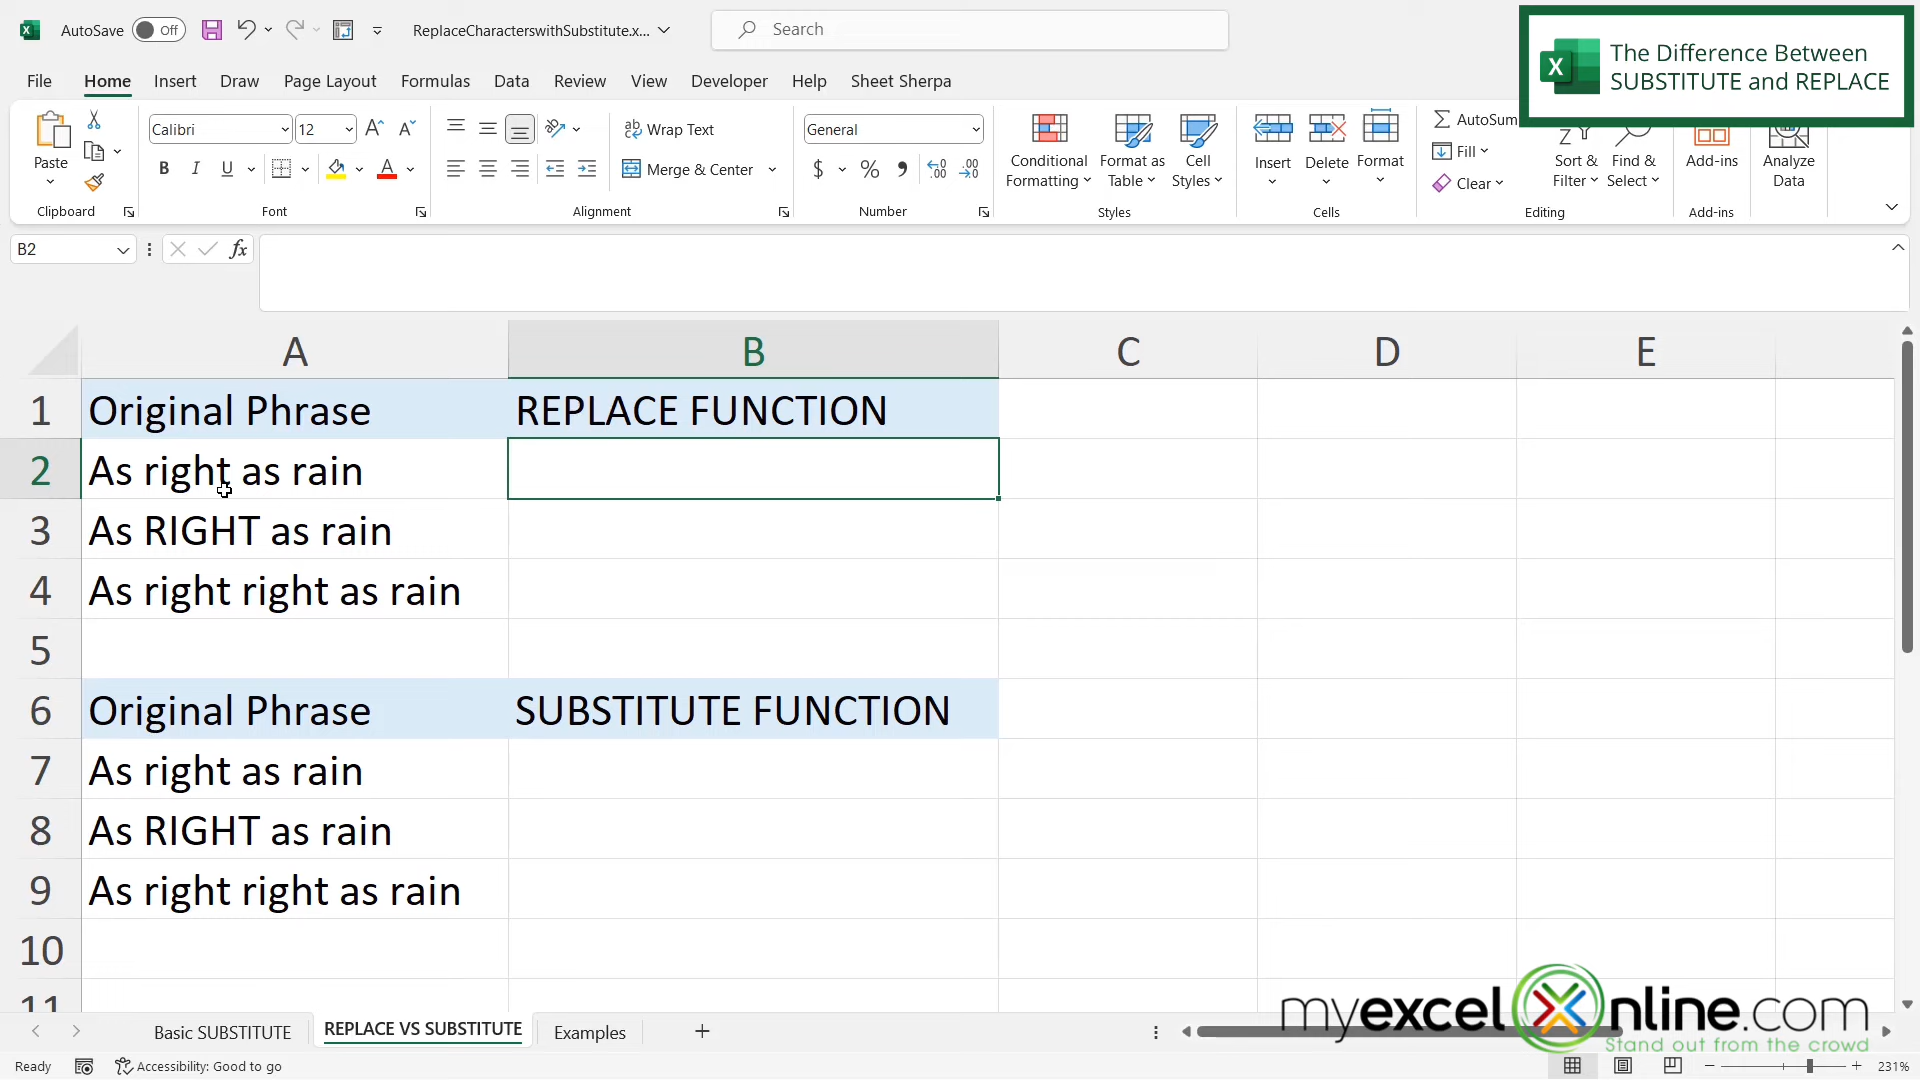 AutoSave Off ReplaceCharacterswithSubstitute.x... Search
The Difference Between
SUBSTITUTE and REPLACE
File Home Insert Draw Page Layout Formulas Data Review View Developer Help Sheet Sherpa
Paste
Clipboard
Calibri 12
B I U
Font
Wrap Text
Merge & Center
Alignment
General
$ %
Number
Conditional
Formatting
Format as
Table
Cell
Styles
Styles
Insert Delete Format
Cells
AutoSum
Fill
Clear
Sort &
Filter
Find &
Select
Editing
Add-ins
Add-ins
Analyze
Data
B2 fx
A B C D E
1 Original Phrase REPLACE FUNCTION
2 As right as rain
3 As RIGHT as rain
4 As right right as rain
5
6 Original Phrase SUBSTITUTE FUNCTION
7 As right as rain
8 As RIGHT as rain
9 As right right as rain
10
11
myexcelonline.com
Stand out from the crowd
Basic SUBSTITUTE REPLACE VS SUBSTITUTE Examples
Ready Accessibility: Good to go 231%